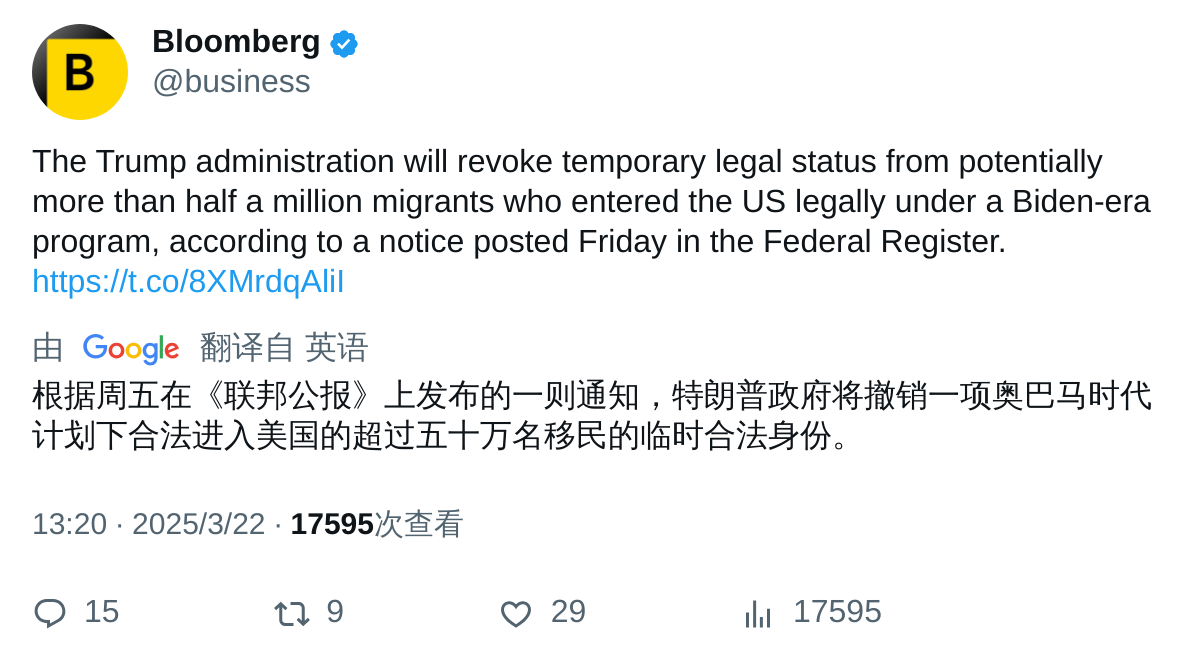 B
Bloomberg
@business
The Trump administration will revoke temporary legal status from potentially
more than half a million migrants who entered the US legally under a Biden-era
program, according to a notice posted Friday in the Federal Register.
https://t.co/8XMrdqAliI
由 Google 翻译自 英语
根据周五在《联邦公报》上发布的一则通知，特朗普政府将撤销一项奥巴马时代
计划下合法进入美国的超过五十万名移民的临时合法身份。
13:20 · 2025/3/22 · 17595次查看
15 9 29 17595